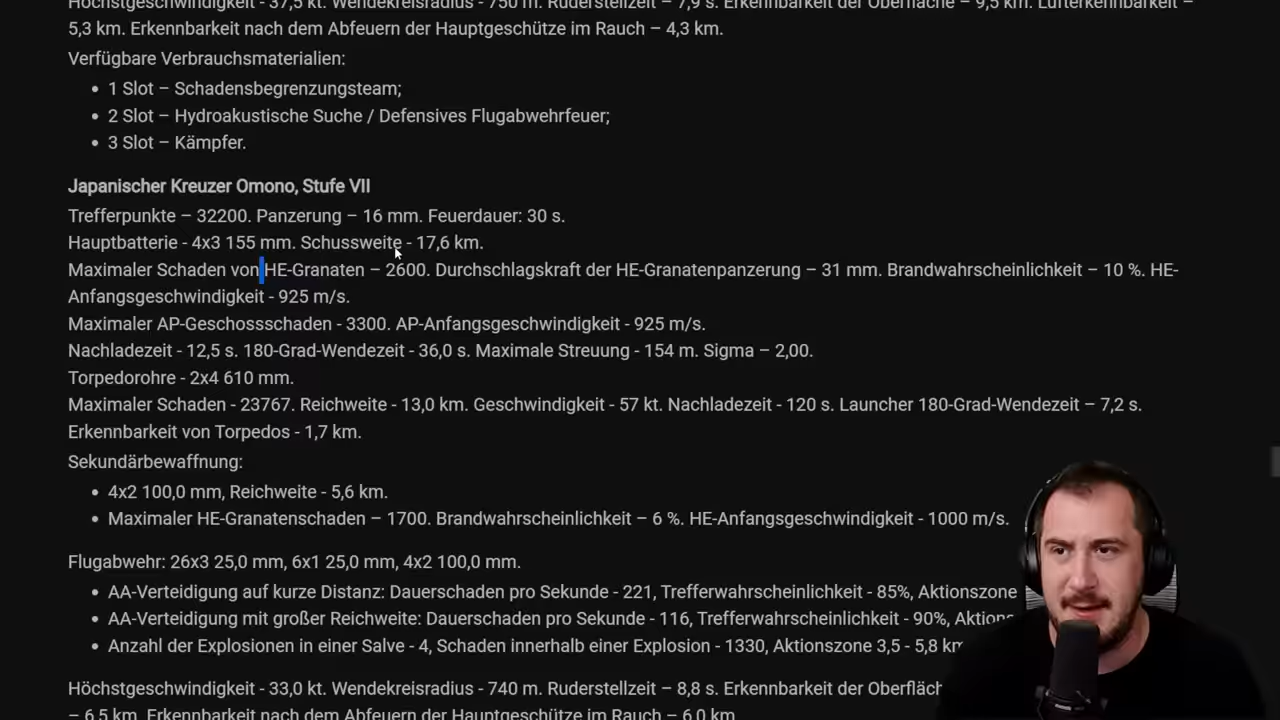 Höchstgeschwindigkeit - 37,5 kt. Wendekreisradius - 750 m. Ruderstellzeit – 7,9 s. Erkennbarkeit der Oberfläche – 9,5 km. Lufterkennbarkeit –
5,3 km. Erkennbarkeit nach dem Abfeuern der Hauptgeschütze im Rauch – 4,3 km.
Verfügbare Verbrauchsmaterialien:
• 1 Slot – Schadensbegrenzungsteam;
• 2 Slot – Hydroakustische Suche / Defensives Flugabwehrfeuer;
• 3 Slot – Kämpfer.
Japanischer Kreuzer Omono, Stufe VII
Trefferpunkte – 32200. Panzerung – 16 mm. Feuerdauer: 30 s.
Hauptbatterie - 4x3 155 mm. Schussweite - 17,6 km.
Maximaler Schaden von HE-Granaten – 2600. Durchschlagskraft der HE-Granatenpanzerung – 31 mm. Brandwahrscheinlichkeit – 10 %. HE-
Anfangsgeschwindigkeit - 925 m/s.
Maximaler AP-Geschossschaden - 3300. AP-Anfangsgeschwindigkeit - 925 m/s.
Nachladezeit - 12,5 s. 180-Grad-Wendezeit - 36,0 s. Maximale Streuung - 154 m. Sigma – 2,00.
Torpedorohre - 2x4 610 mm.
Maximaler Schaden - 23767. Reichweite - 13,0 km. Geschwindigkeit - 57 kt. Nachladezeit - 120 s. Launcher 180-Grad-Wendezeit – 7,2 s.
Erkennbarkeit von Torpedos - 1,7 km.
Sekundärbewaffnung:
• 4x2 100,0 mm, Reichweite - 5,6 km.
• Maximaler HE-Granatenschaden – 1700. Brandwahrscheinlichkeit – 6 %. HE-Anfangsgeschwindigkeit - 1000 m/s.
Flugabwehr: 26x3 25,0 mm, 6x1 25,0 mm, 4x2 100,0 mm.
• AA-Verteidigung auf kurze Distanz: Dauerschaden pro Sekunde - 221, Trefferwahrscheinlichkeit - 85%, Aktionszone
• AA-Verteidigung mit großer Reichweite: Dauerschaden pro Sekunde - 116, Trefferwahrscheinlichkeit - 90%, Aktions
• Anzahl der Explosionen in einer Salve - 4, Schaden innerhalb einer Explosion - 1330, Aktionszone 3,5 - 5,8 km
Höchstgeschwindigkeit - 33,0 kt. Wendekreisradius - 740 m. Ruderstellzeit – 8,8 s. Erkennbarkeit der Oberfläch
– 6,5 km. Erkennbarkeit nach dem Abfeuern der Hauptgeschütze im Rauch – 6,0 km.